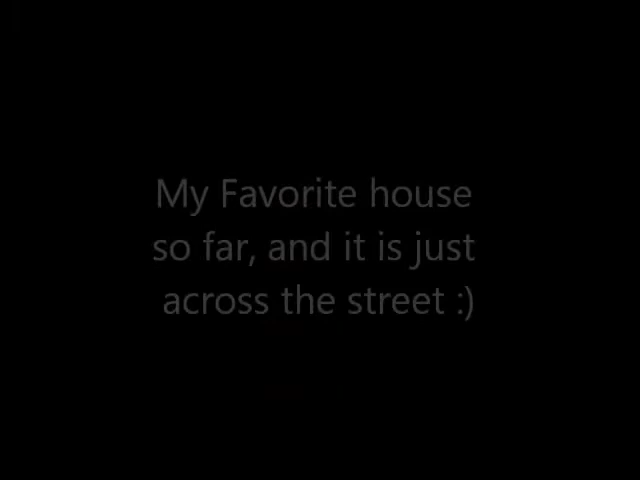 My Favorite house
so far, and it is just
across the street :)